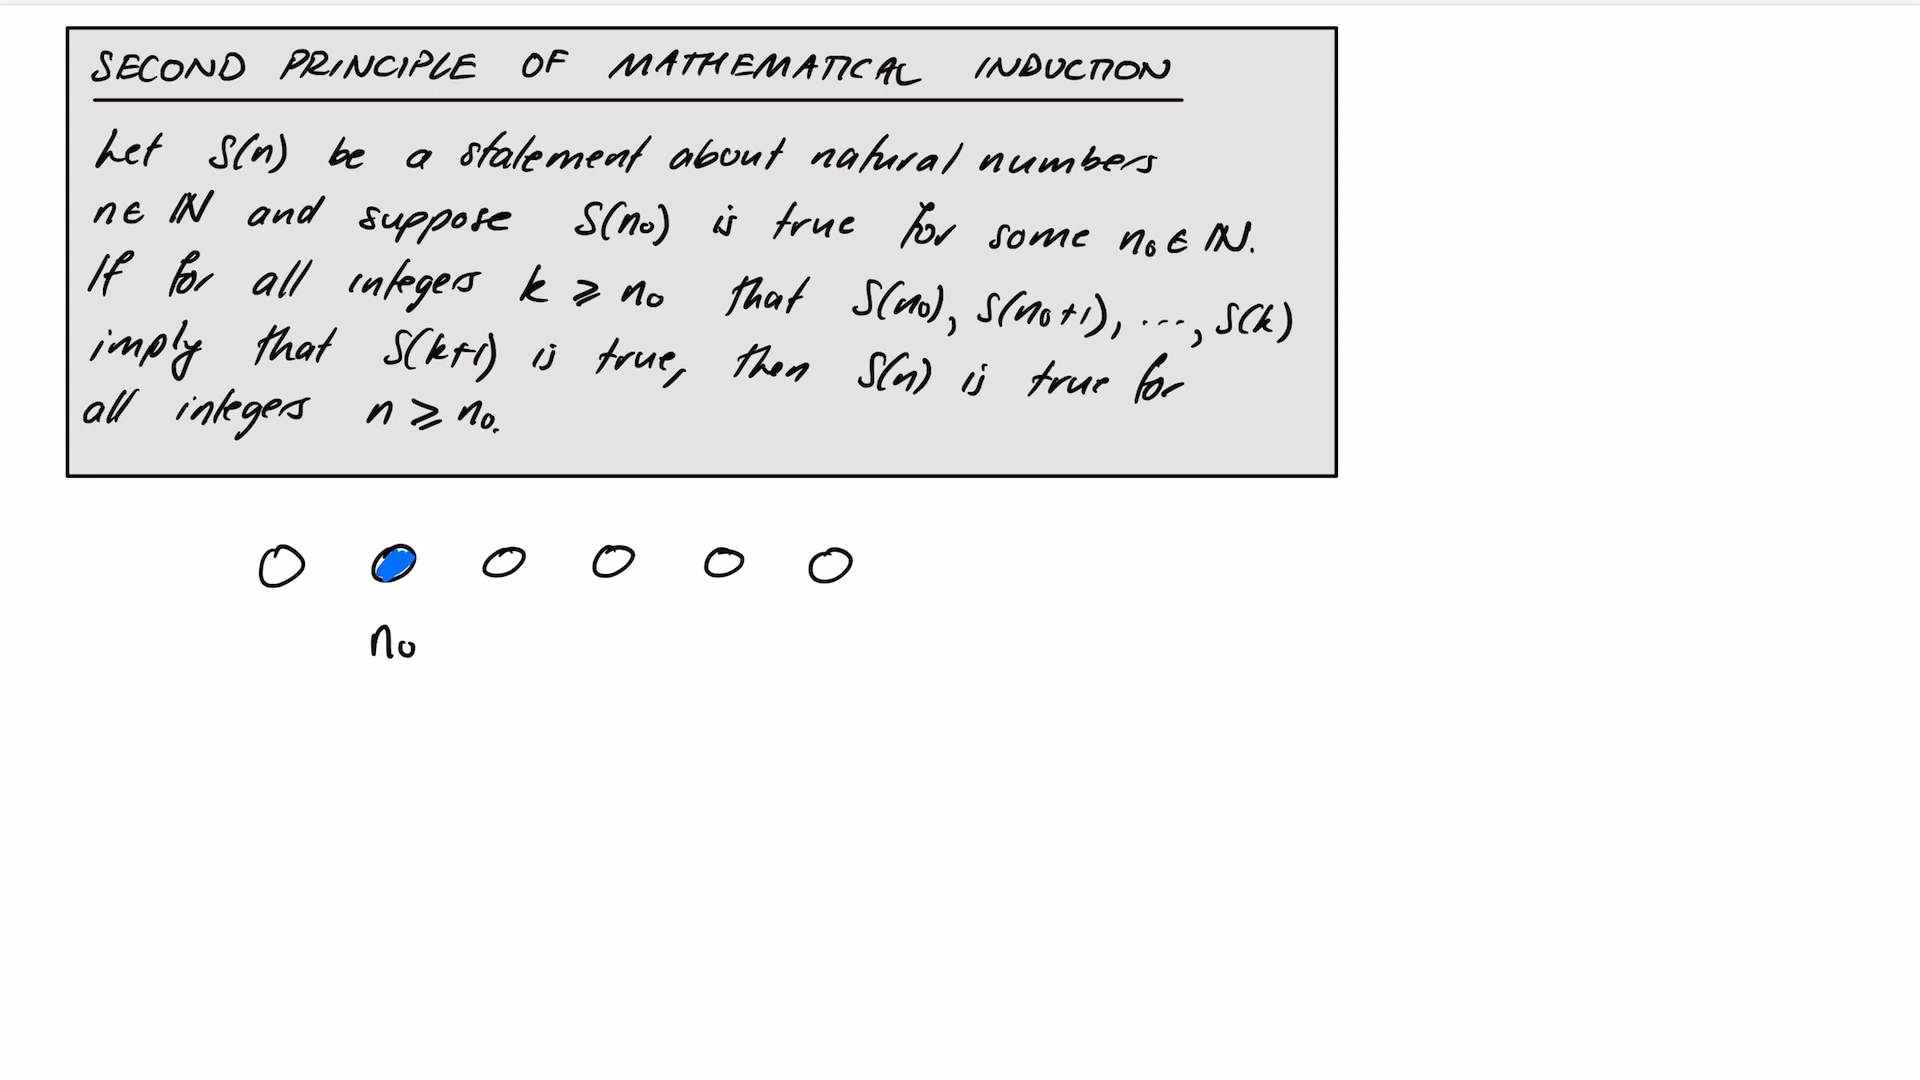 SECOND PRINCIPLE OF MATHEMATICAL INDUCTION
Let S(n) be a statement about natural numbers
n ∈ ℕ and suppose S(n₀) is true for some n₀ ∈ ℕ.
If for all integers k ⩾ n₀ that S(n₀), S(n₀+1), ..., S(k)
imply that S(k+1) is true, then S(n) is true for
all integers n ⩾ n₀.
n₀